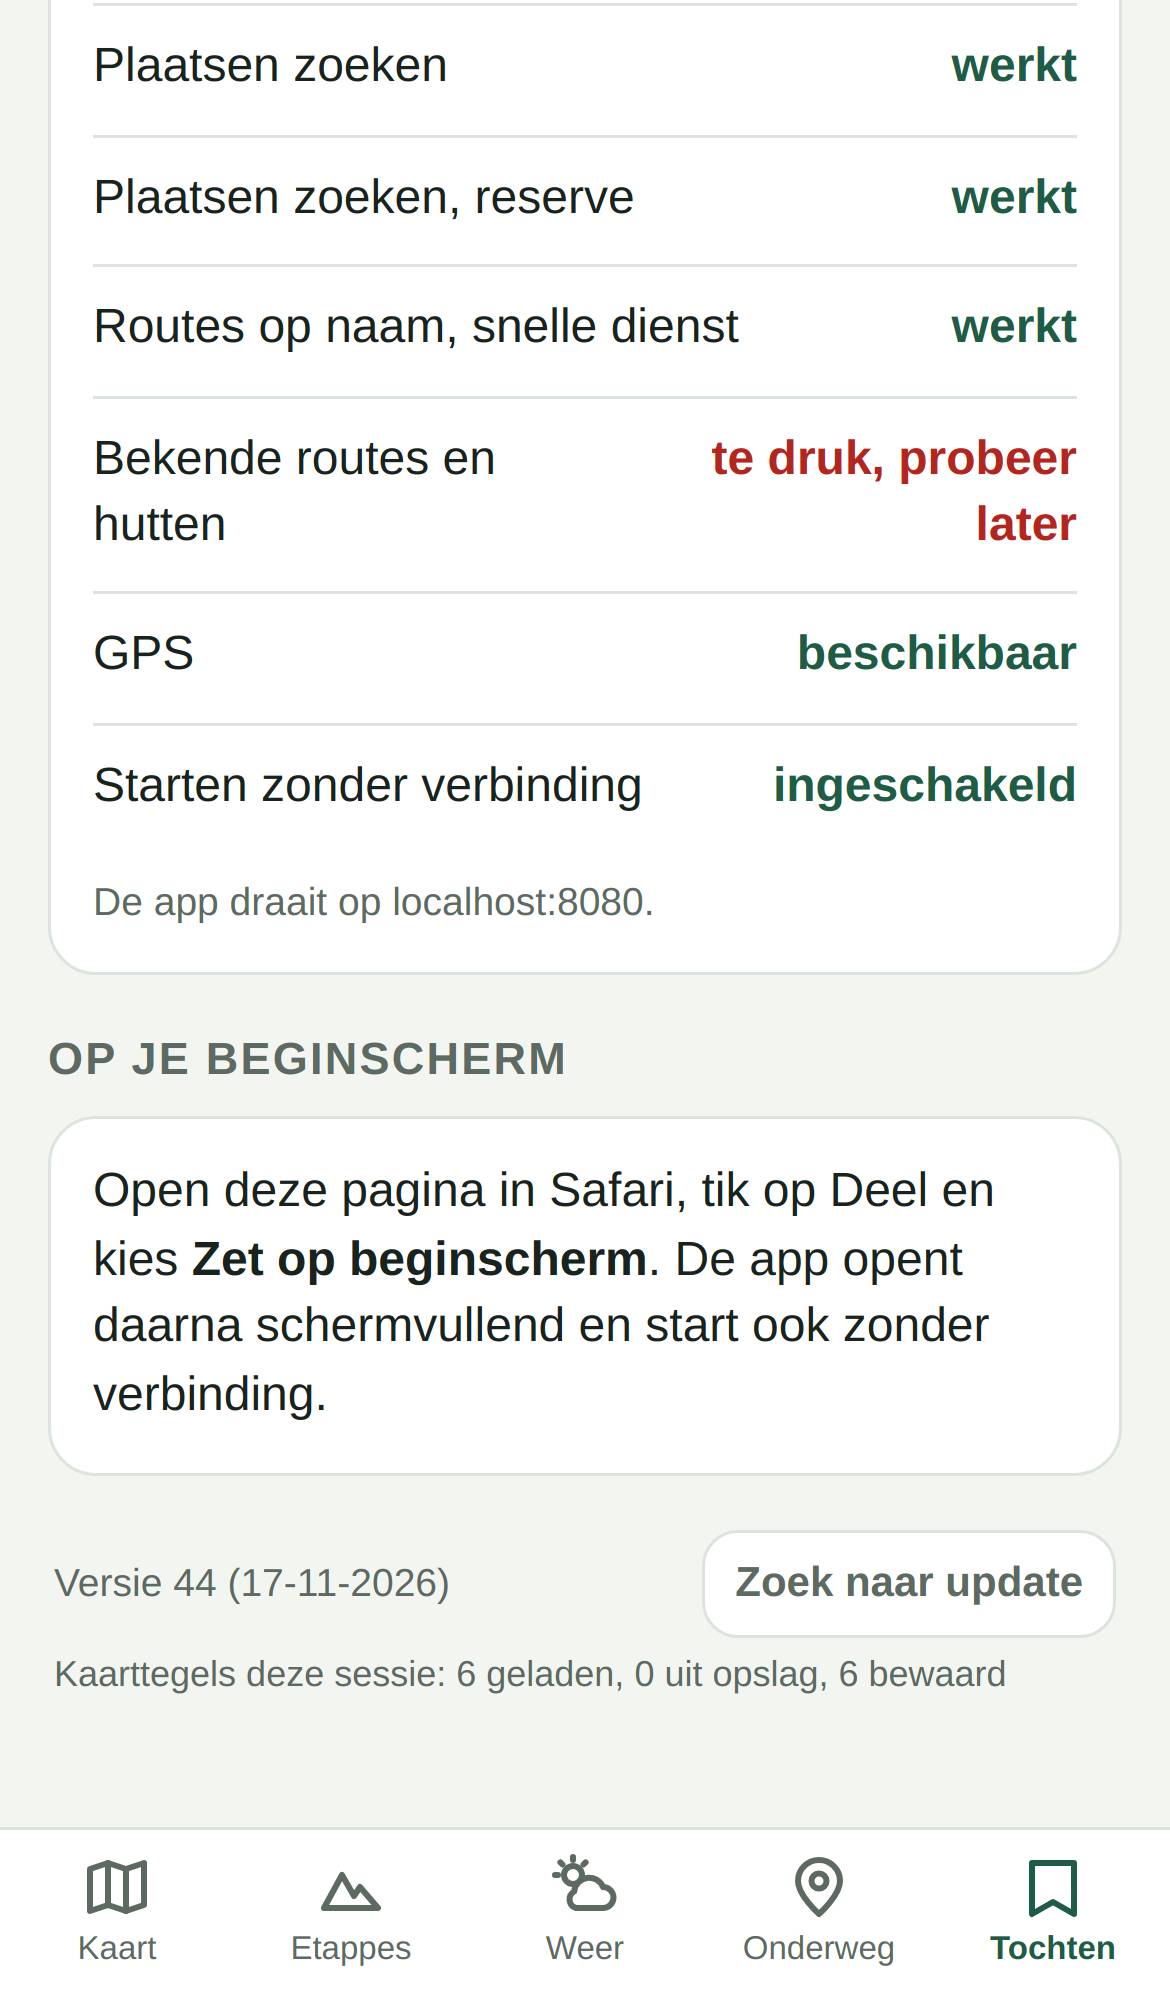 Plaatsen zoeken werkt
Plaatsen zoeken, reserve werkt
Routes op naam, snelle dienst werkt
Bekende routes en hutten te druk, probeer later
GPS beschikbaar
Starten zonder verbinding ingeschakeld
De app draait op localhost:8080.
OP JE BEGINSCHERM
Open deze pagina in Safari, tik op Deel en
kies Zet op beginscherm. De app opent
daarna schermvullend en start ook zonder
verbinding.
Versie 44 (17-11-2026) Zoek naar update
Kaarttegels deze sessie: 6 geladen, 0 uit opslag, 6 bewaard
Kaart Etappes Weer Onderweg Tochten